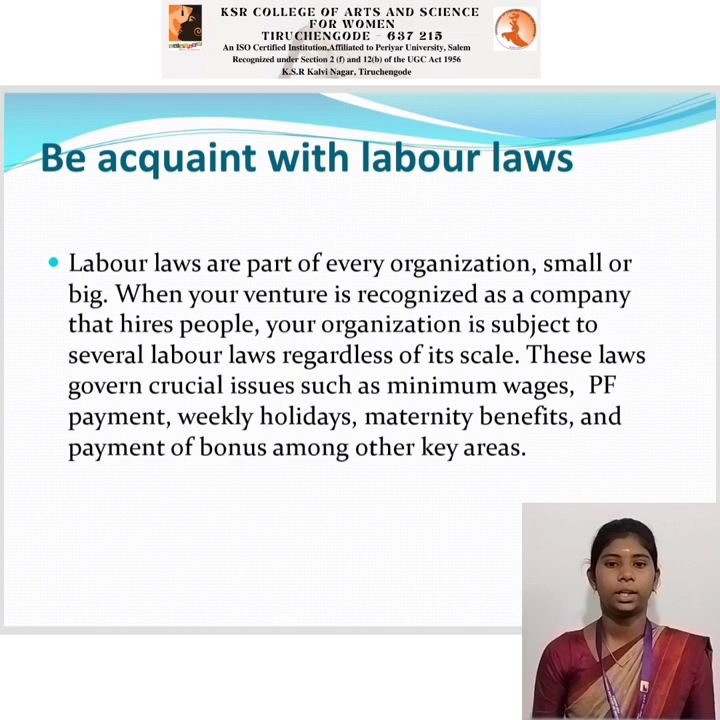 KSR COLLEGE OF ARTS AND SCIENCE
FOR WOMEN
TIRUCHENGODE - 637 215
An ISO Certified Institution,Affiliated to Periyar University, Salem
Recognized under Section 2 (f) and 12(b) of the UGC Act 1956
K.S.R Kalvi Nagar, Tiruchengode
Be acquaint with labour laws
Labour laws are part of every organization, small or
big. When your venture is recognized as a company
that hires people, your organization is subject to
several labour laws regardless of its scale. These laws
govern crucial issues such as minimum wages, PF
payment, weekly holidays, maternity benefits, and
payment of bonus among other key areas.